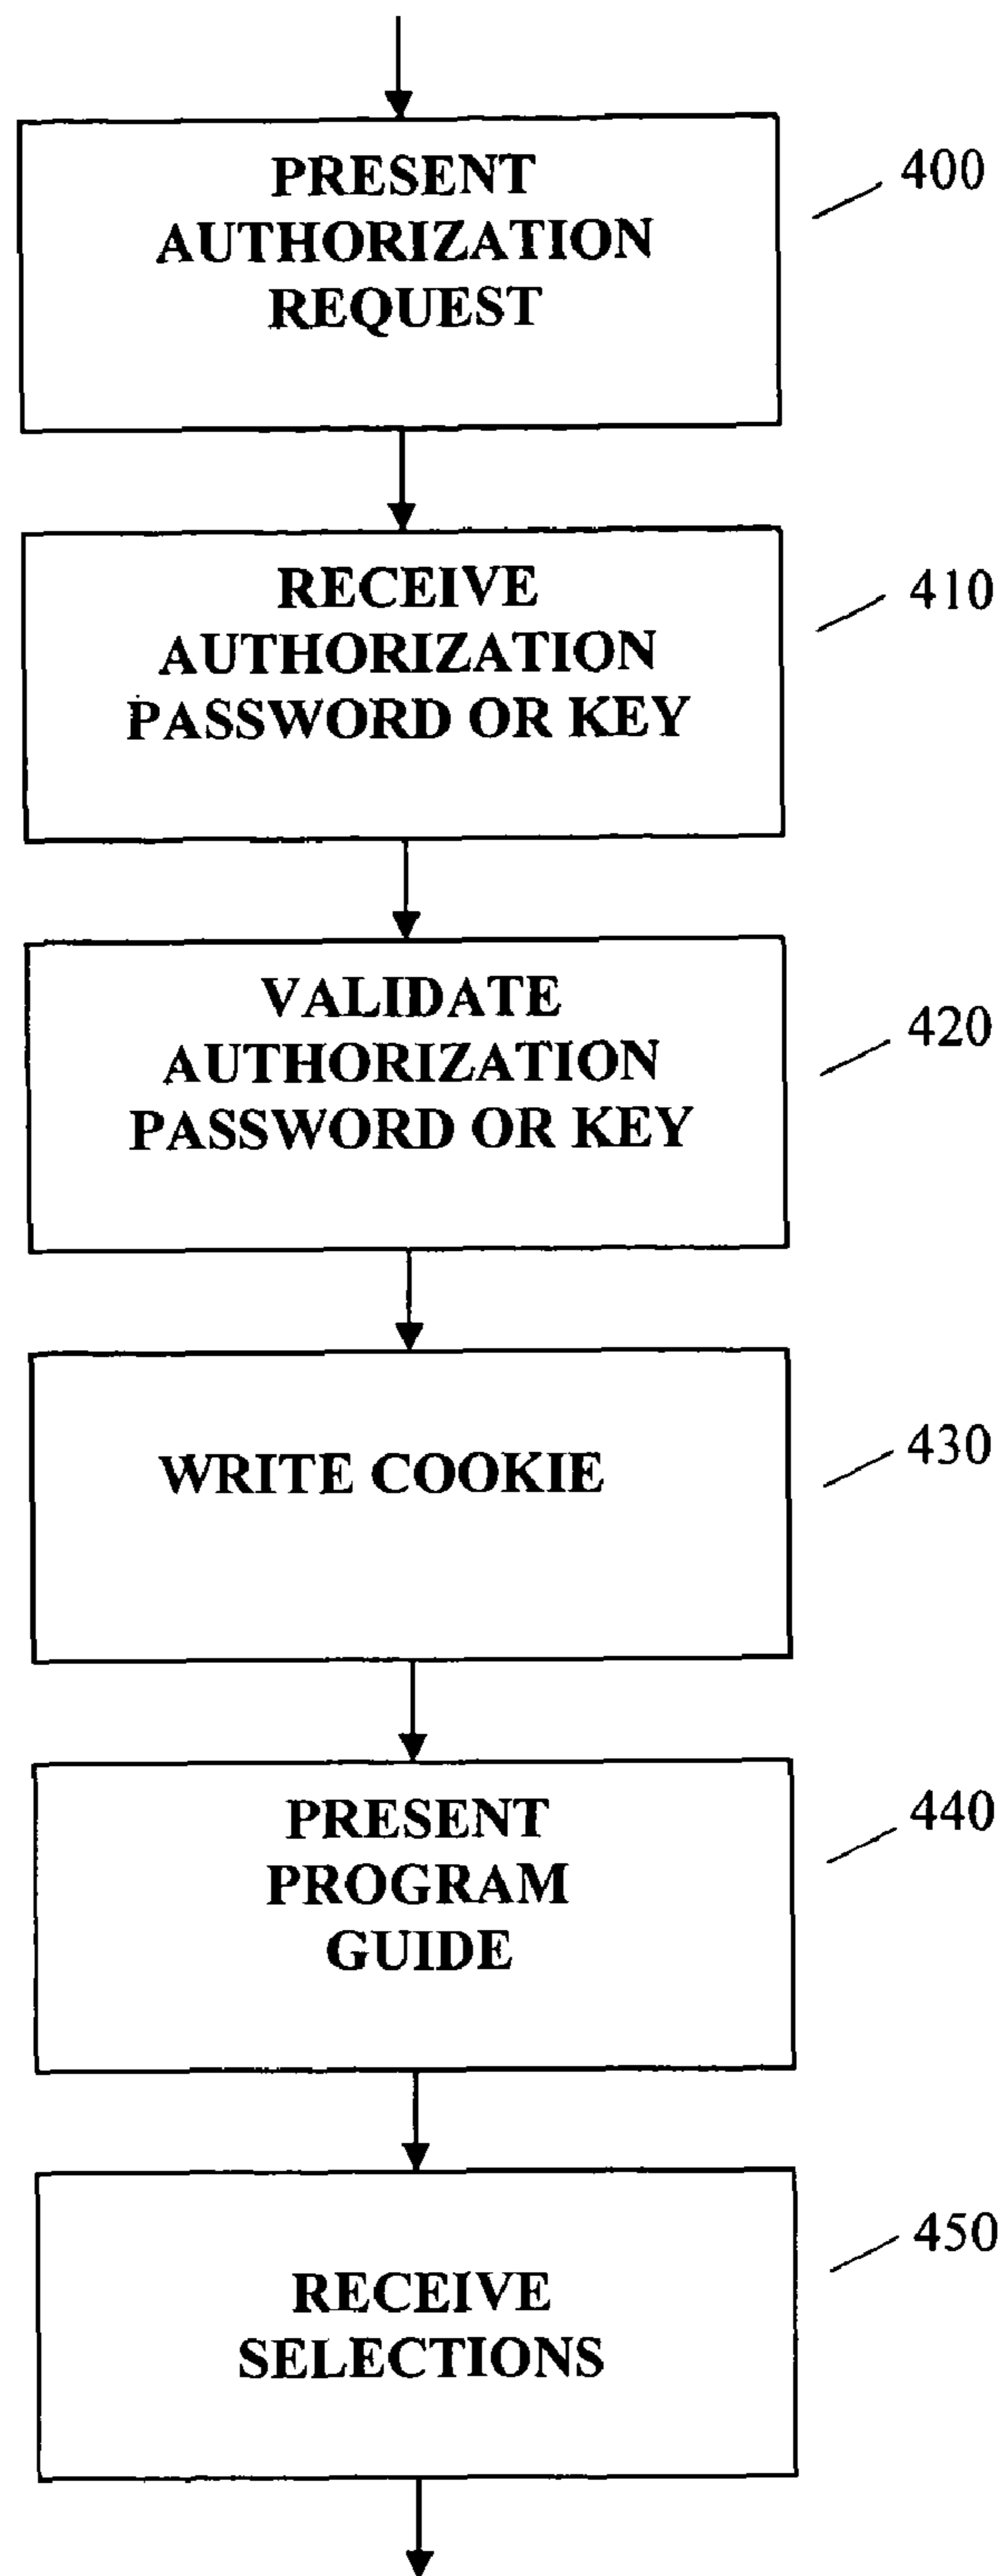 PRESENT
AUTHORIZATION
REQUEST
400
RECEIVE
AUTHORIZATION
PASSWORD OR KEY
410
VALIDATE
AUTHORIZATION
PASSWORD OR KEY
420
WRITE COOKIE
430
PRESENT
PROGRAM
GUIDE
440
RECEIVE
SELECTIONS
450